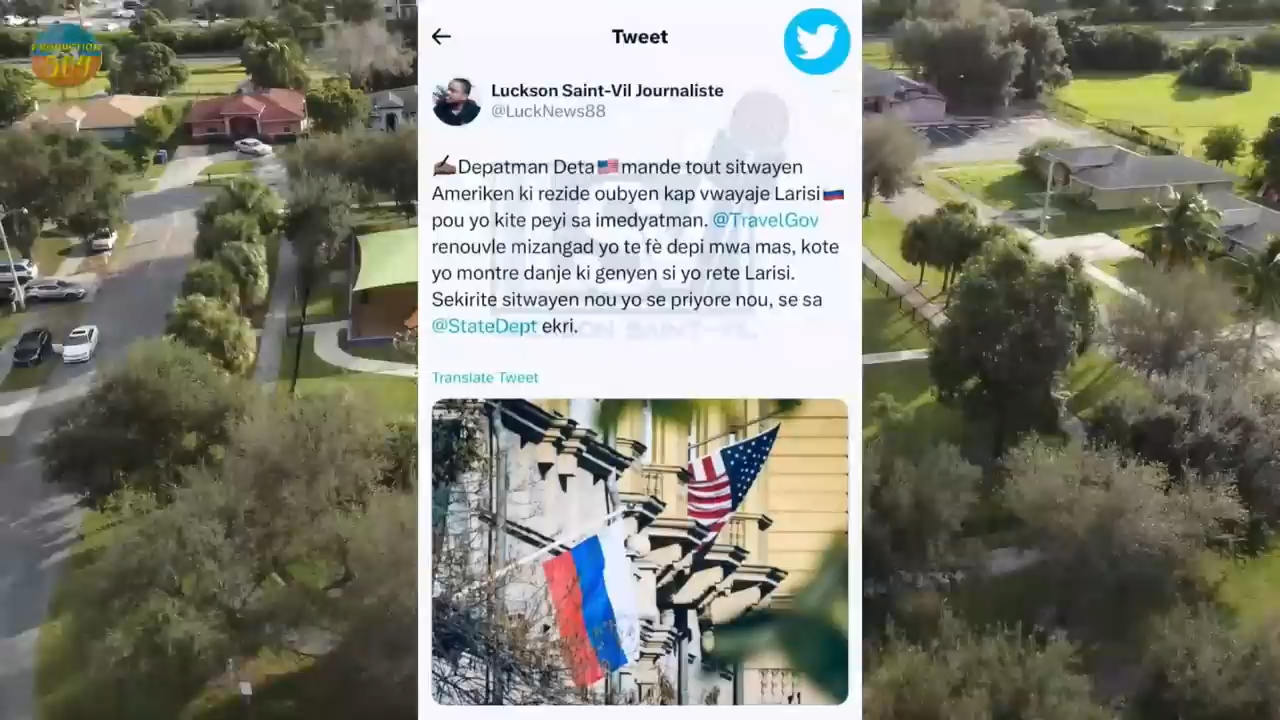 PRODUCTION
509
Tweet
Luckson Saint-Vil Journaliste
@LuckNews88
✍🏿Depatman Deta🇺🇸mande tout sitwayen
Ameriken ki rezide oubyen kap vwayaje Larisi🇷🇺
pou yo kite peyi sa imedyatman. @TravelGov
renouvle mizangad yo te fè depi mwa mas, kote
yo montre danje ki genyen si yo rete Larisi.
Sekirite sitwayen nou yo se priyore nou, se sa
@StateDept ekri.
Translate Tweet